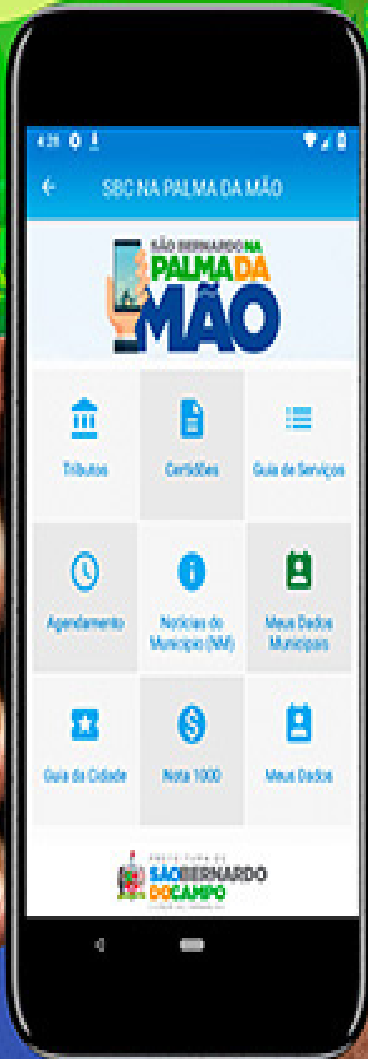 SBC NA PALMA DA MÃO
SÃO BERNARDO NA
PALMA DA
MÃO
Tributos
Certidões
Guia de Serviços
Agendamento
Notícias do
Município (NM)
Meus Dados
Municipais
Guia da Cidade
Nota 1000
Meus Dados
PREFEITURA DE
SÃO BERNARDO
DO CAMPO